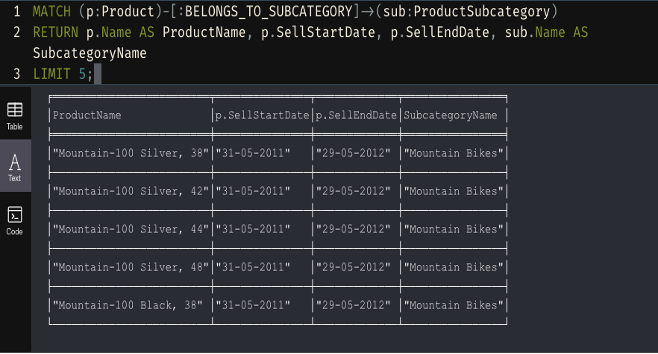 1 MATCH (p:Product)-[:BELONGS_TO_SUBCATEGORY]→(sub:ProductSubcategory)
2 RETURN p.Name AS ProductName, p.SellStartDate, p.SellEndDate, sub.Name AS
SubcategoryName
3 LIMIT 5;
Table
Text
Code
ProductName p.SellStartDate p.SellEndDate SubcategoryName
"Mountain-100 Silver, 38" "31-05-2011" "29-05-2012" "Mountain Bikes"
"Mountain-100 Silver, 42" "31-05-2011" "29-05-2012" "Mountain Bikes"
"Mountain-100 Silver, 44" "31-05-2011" "29-05-2012" "Mountain Bikes"
"Mountain-100 Silver, 48" "31-05-2011" "29-05-2012" "Mountain Bikes"
"Mountain-100 Black, 38" "31-05-2011" "29-05-2012" "Mountain Bikes"